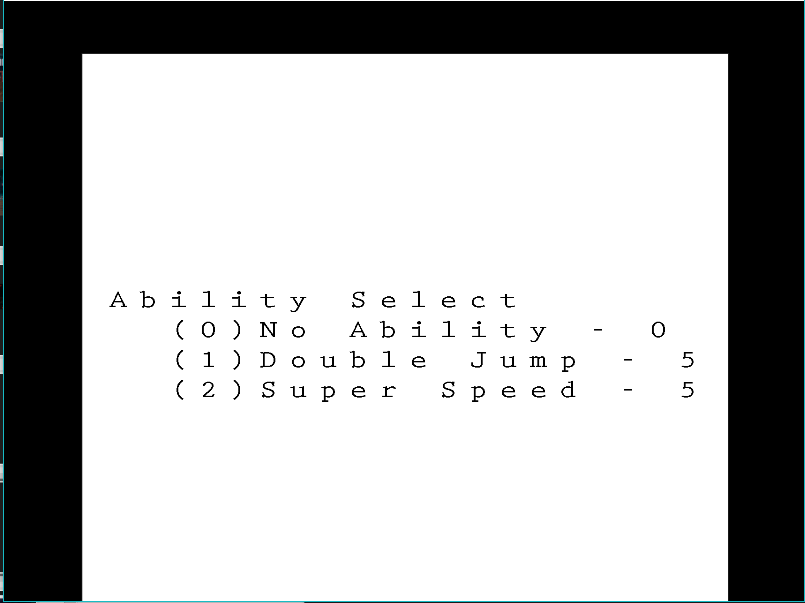 Ability Select
(0)No Ability - 0
(1)Double Jump - 5
(2)Super Speed - 5